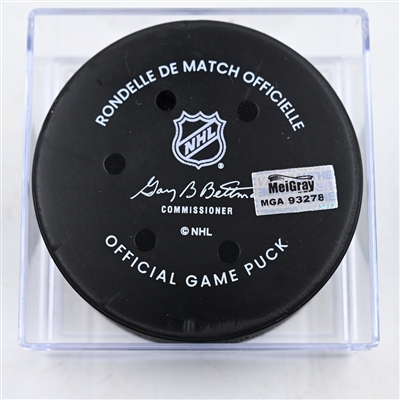 RONDELLE DE MATCH OFFICIELLE
NHL
Gary B Bettman
MeiGray
MGA 93278
COMMISSIONER
© NHL
OFFICIAL GAME PUCK